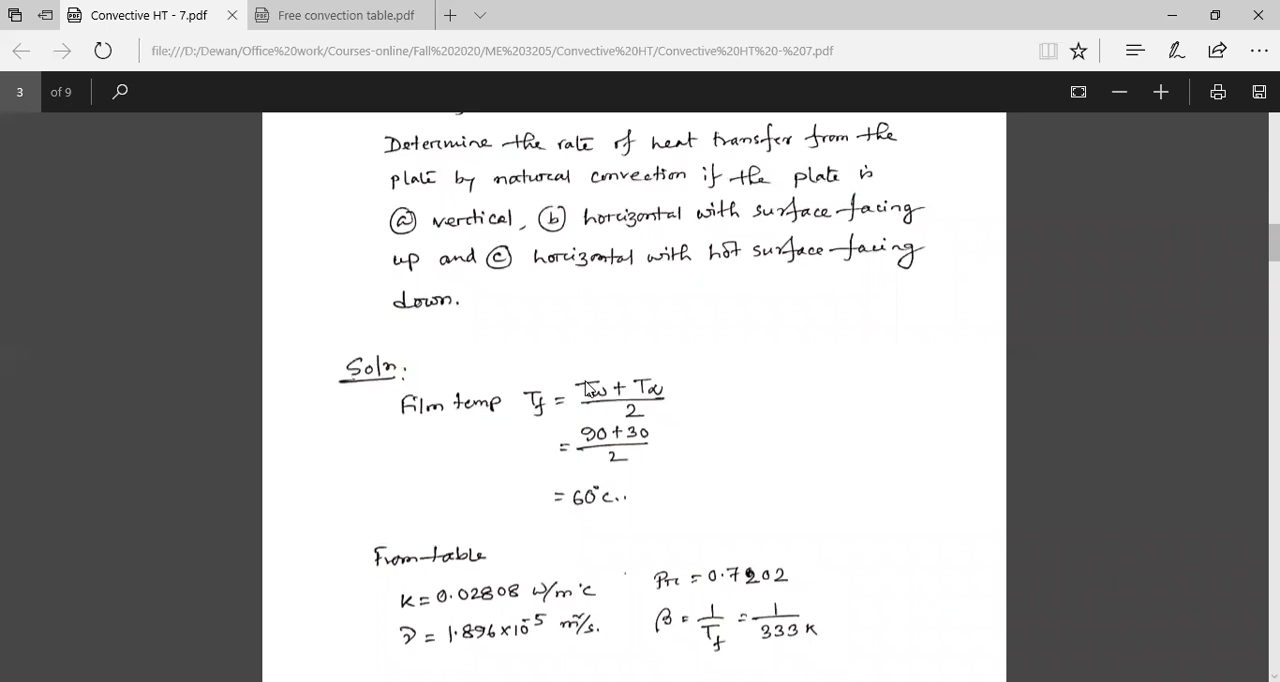 Convective HT - 7.pdf
Free convection table.pdf
file:///D:/Dewan/Office%20work/Courses-online/Fall%202020/ME%203205/Convective%20HT/Convective%20HT%20-%207.pdf
3 of 9
Determine the rate of heat transfer from the
plate by natural convection if the plate is
ⓐ vertical, ⓑ horizontal with surface facing
up and ⓒ horizontal with hot surface facing
down.
Soln:
Film temp Tf = (Tw + T∞)/2
= (90+30)/2
= 60°C.
From table
K = 0.02808 W/m°C
Pr = 0.7202
ν = 1.896×10^-5 m²/s.
β = 1/Tf = 1/333 K